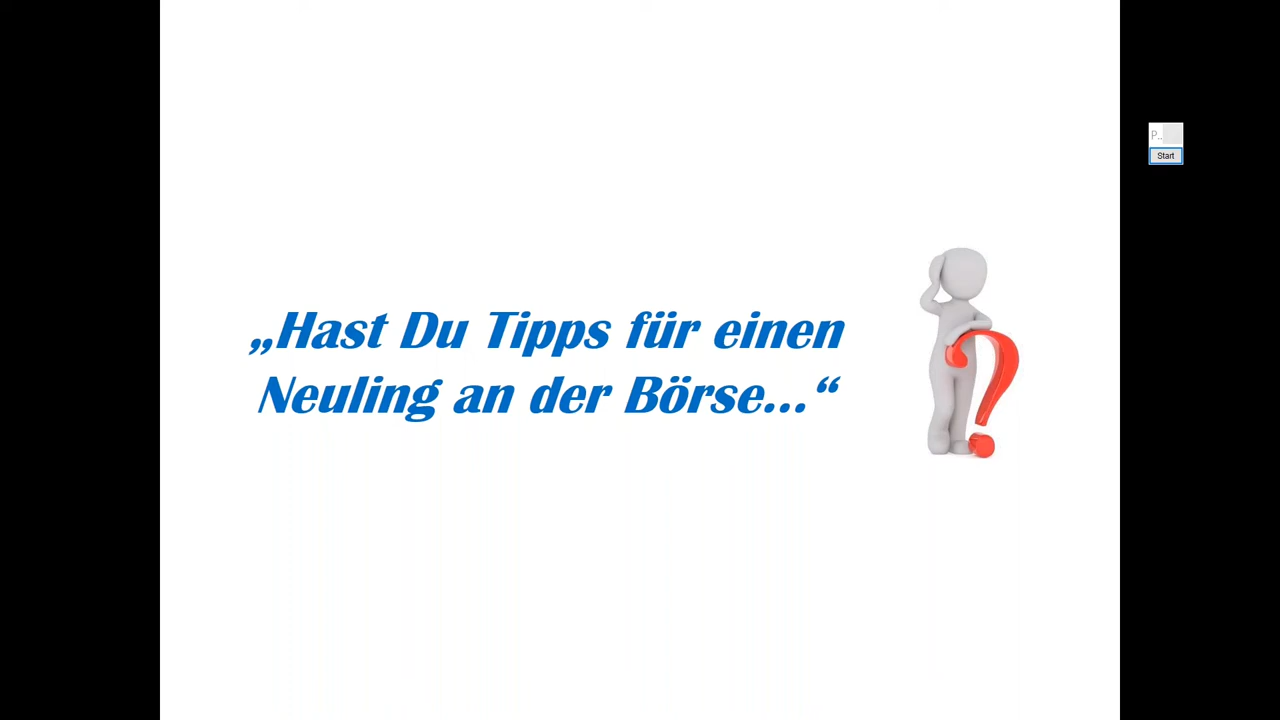 „Hast Du Tipps für einen
Neuling an der Börse...“
P..
Start